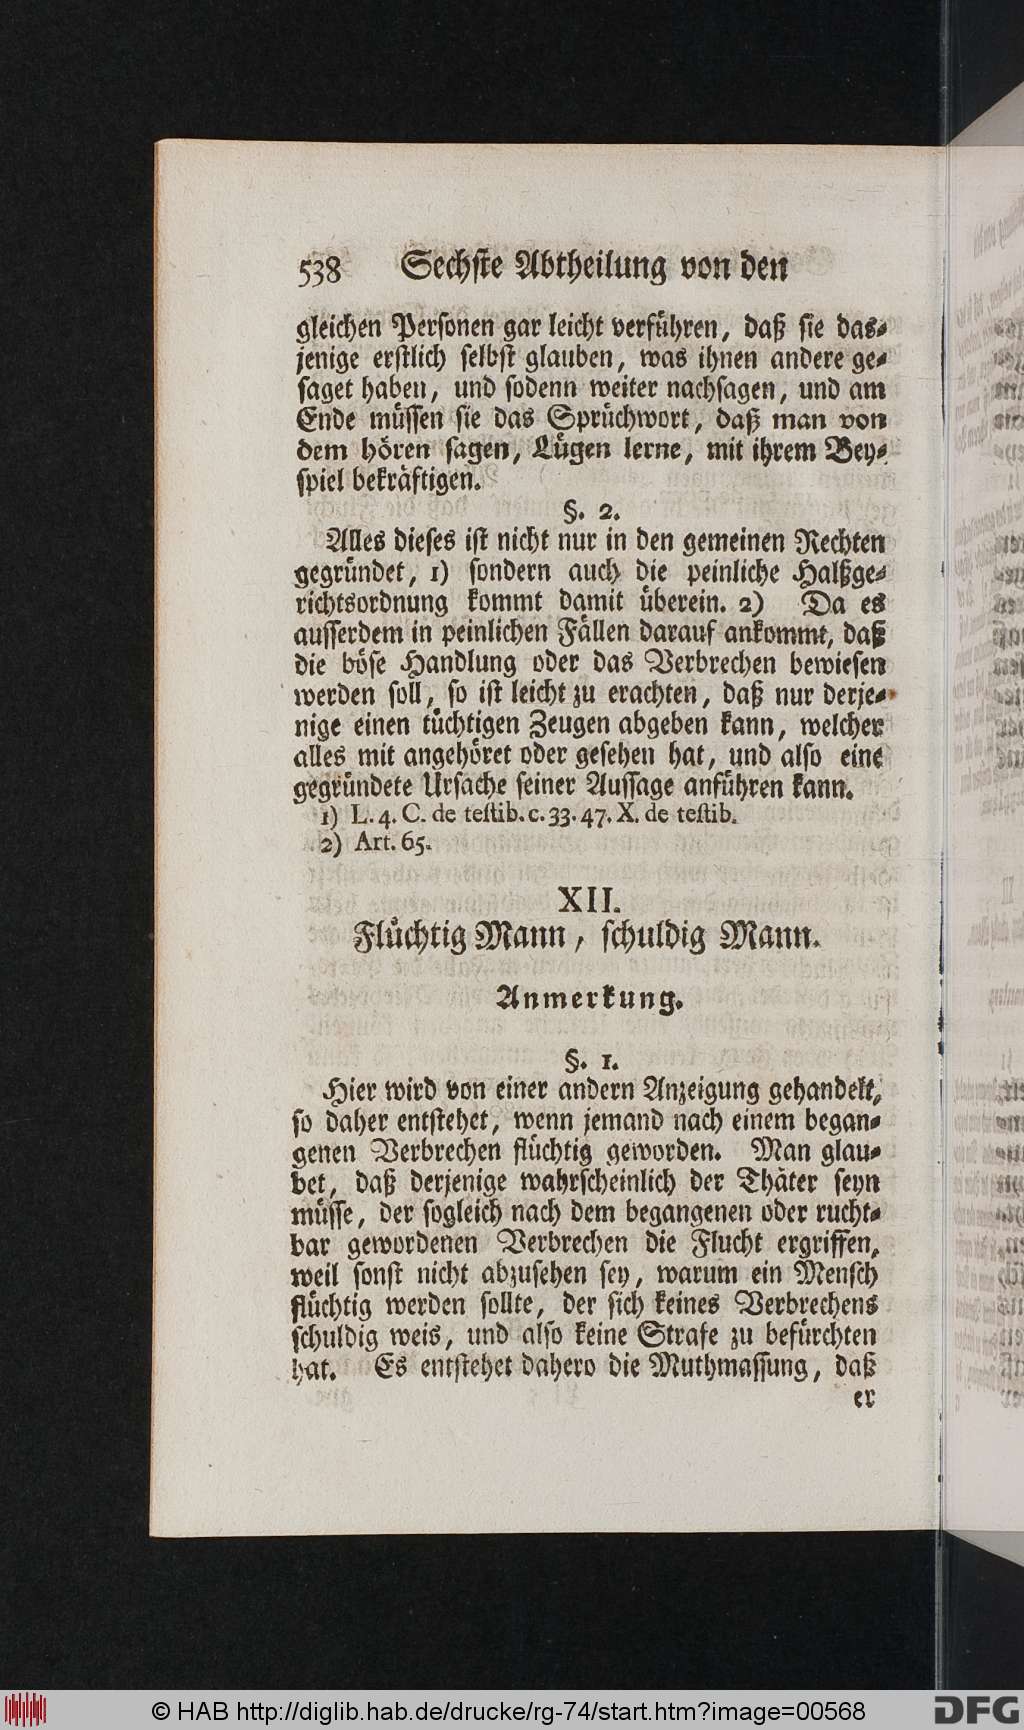 538 Sechste Abtheilung von den
gleichen Personen gar leicht verführen, daß sie das-
jenige erstlich selbst glauben, was ihnen andere ge-
saget haben, und sodenn weiter nachsagen, und am
Ende müssen sie das Sprüchwort, daß man von
dem hören sagen, Lügen lerne, mit ihrem Bey-
spiel bekräftigen.
§. 2.
Alles dieses ist nicht nur in den gemeinen Rechten
gegründet, 1) sondern auch die peinliche Halßge-
richtsordnung kommt damit überein. 2) Da es
ausserdem in peinlichen Fällen darauf ankommt, daß
die böse Handlung oder das Verbrechen bewiesen
werden soll, so ist leicht zu erachten, daß nur derje-
nige einen tüchtigen Zeugen abgeben kann, welcher
alles mit angehöret oder gesehen hat, und also eine
gegründete Ursache seiner Aussage anführen kann.
1) L. 4. C. de testib. c. 33. 47. X. de testib.
2) Art. 65.
XII.
Flüchtig Mann, schuldig Mann.
Anmerkung.
§. 1.
Hier wird von einer andern Anzeigung gehandelt,
so daher entstehet, wenn jemand nach einem began-
genen Verbrechen flüchtig geworden. Man glau-
bet, daß derjenige wahrscheinlich der Thäter seyn
müsse, der sogleich nach dem begangenen oder rucht-
bar gewordenen Verbrechen die Flucht ergriffen,
weil sonst nicht abzusehen sey, warum ein Mensch
flüchtig werden sollte, der sich keines Verbrechens
schuldig weis, und also keine Strafe zu befürchten
hat. Es entstehet dahero die Muthmassung, daß
er
© HAB http://diglib.hab.de/drucke/rg-74/start.htm?image=00568
DFG